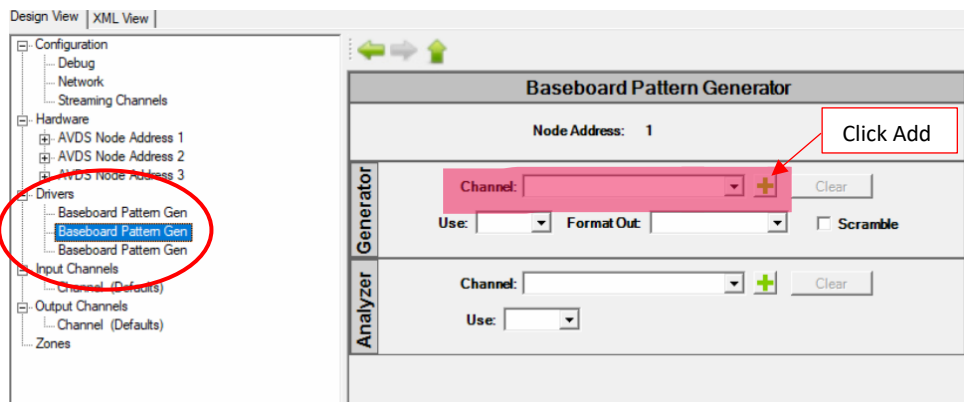 Design View XML View
Configuration
Debug
Network
Streaming Channels
Hardware
AVDS Node Address 1
AVDS Node Address 2
AVDS Node Address 3
Drivers
Baseboard Pattern Gen
Baseboard Pattern Gen
Baseboard Pattern Gen
Input Channels
Channel (Defaults)
Output Channels
Channel (Defaults)
Zones
Baseboard Pattern Generator
Node Address: 1
Click Add
Generator
Channel: Clear
Use: Format Out: Scramble
Analyzer
Channel: Clear
Use: